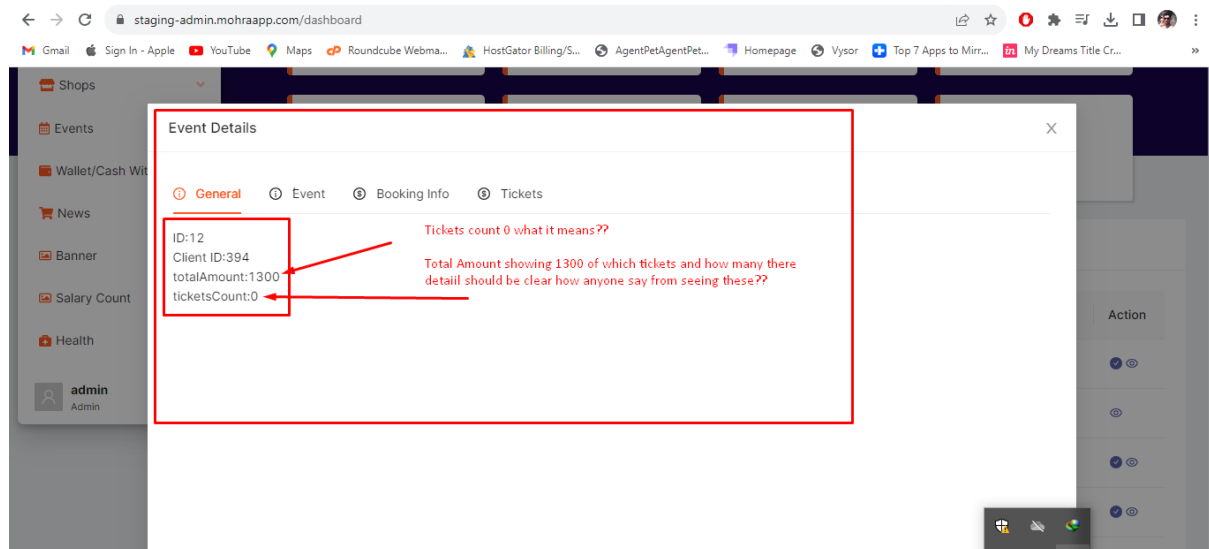 staging-admin.mohraapp.com/dashboard
Gmail Sign In - Apple YouTube Maps Roundcube Webma... HostGator Billing/S... AgentPetAgentPet... Homepage Vysor Top 7 Apps to Mirr... My Dreams Title Cr... »
Shops
Events
Wallet/Cash Wit
News
Banner
Salary Count
Health
admin
Admin
Event Details
General Event Booking Info Tickets
ID:12
Client ID:394
totalAmount:1300
ticketsCount:0
Tickets count 0 what it means??
Total Amount showing 1300 of which tickets and how many there
detaiil should be clear how anyone say from seeing these??
Action